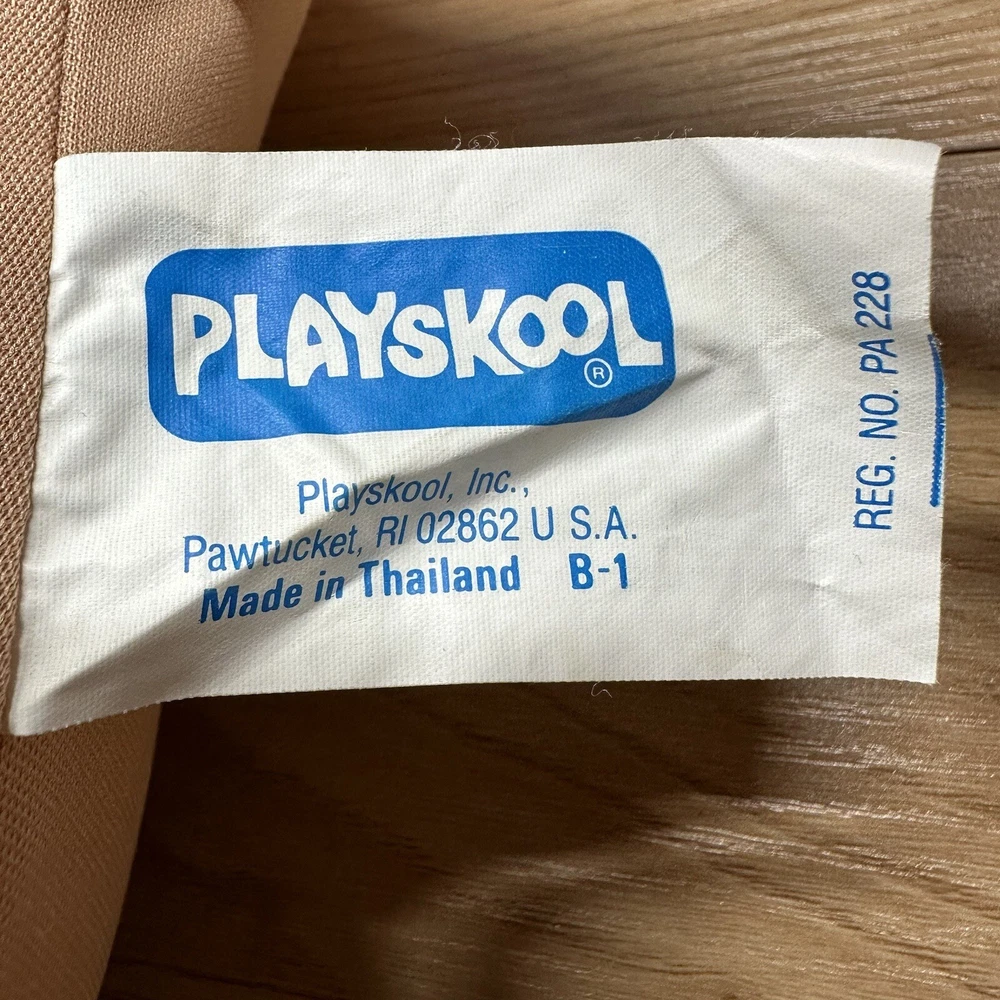 PLAYSKOOL®
Playskool, Inc.,
Pawtucket, RI 02862 U S.A.
Made in Thailand B-1
REG. NO. PA 228